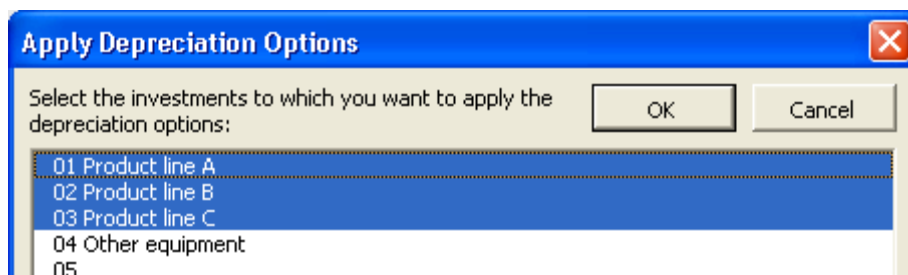 Apply Depreciation Options
Select the investments to which you want to apply the
depreciation options:
OK
Cancel
01 Product line A
02 Product line B
03 Product line C
04 Other equipment
05